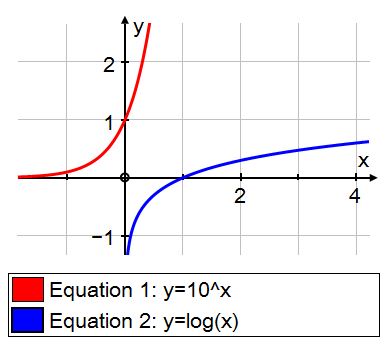 y
2
1
x
2
4
−1
Equation 1: y=10^x
Equation 2: y=log(x)